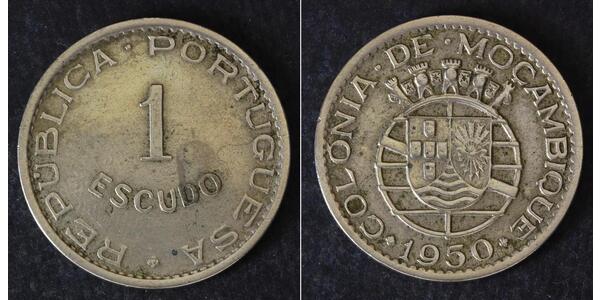 REPÚBLICA · PORTUGUESA ·
1
ESCUDO
COLÓNIA · DE · MOÇAMBIQUE
1950